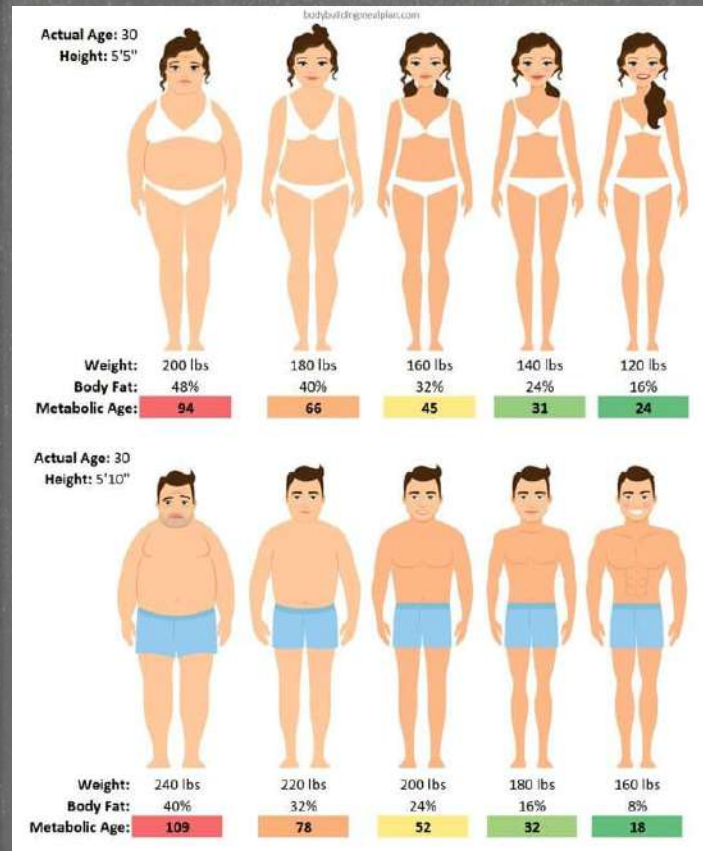 bodybuildingmealplan.com
Actual Age: 30
Height: 5'5"
Weight: 200 lbs 180 lbs 160 lbs 140 lbs 120 lbs
Body Fat: 48% 40% 32% 24% 16%
Metabolic Age: 94 66 45 31 24
Actual Age: 30
Height: 5'10"
Weight: 240 lbs 220 lbs 200 lbs 180 lbs 160 lbs
Body Fat: 40% 32% 24% 16% 8%
Metabolic Age: 109 78 52 32 18